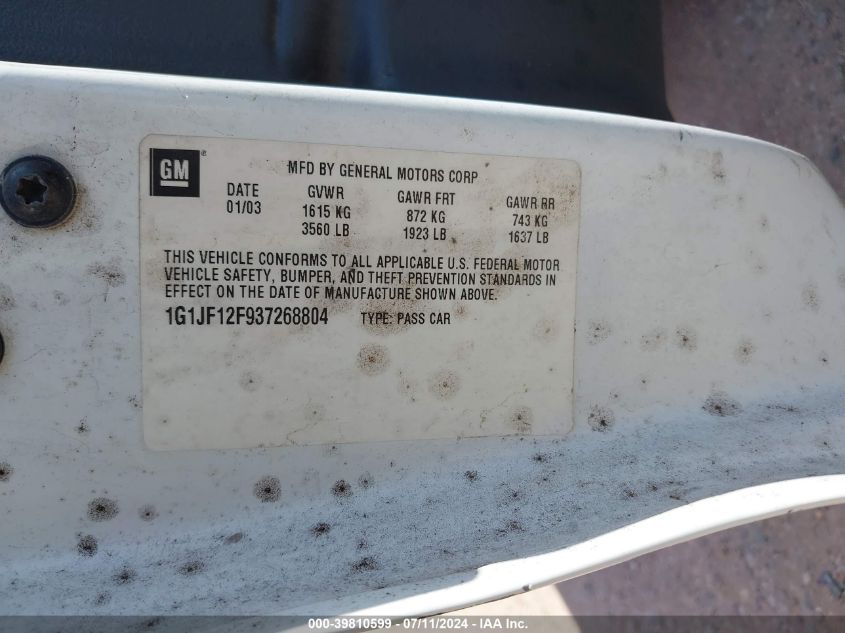 GM
MFD BY GENERAL MOTORS CORP
DATE GVWR GAWR FRT GAWR RR
01/03 1615 KG 872 KG 743 KG
3560 LB 1923 LB 1637 LB
THIS VEHICLE CONFORMS TO ALL APPLICABLE U.S. FEDERAL MOTOR
VEHICLE SAFETY, BUMPER, AND THEFT PREVENTION STANDARDS IN
EFFECT ON THE DATE OF MANUFACTURE SHOWN ABOVE.
1G1JF12F937268804 TYPE: PASS CAR
000-39810599 - 07/11/2024 - IAA Inc.